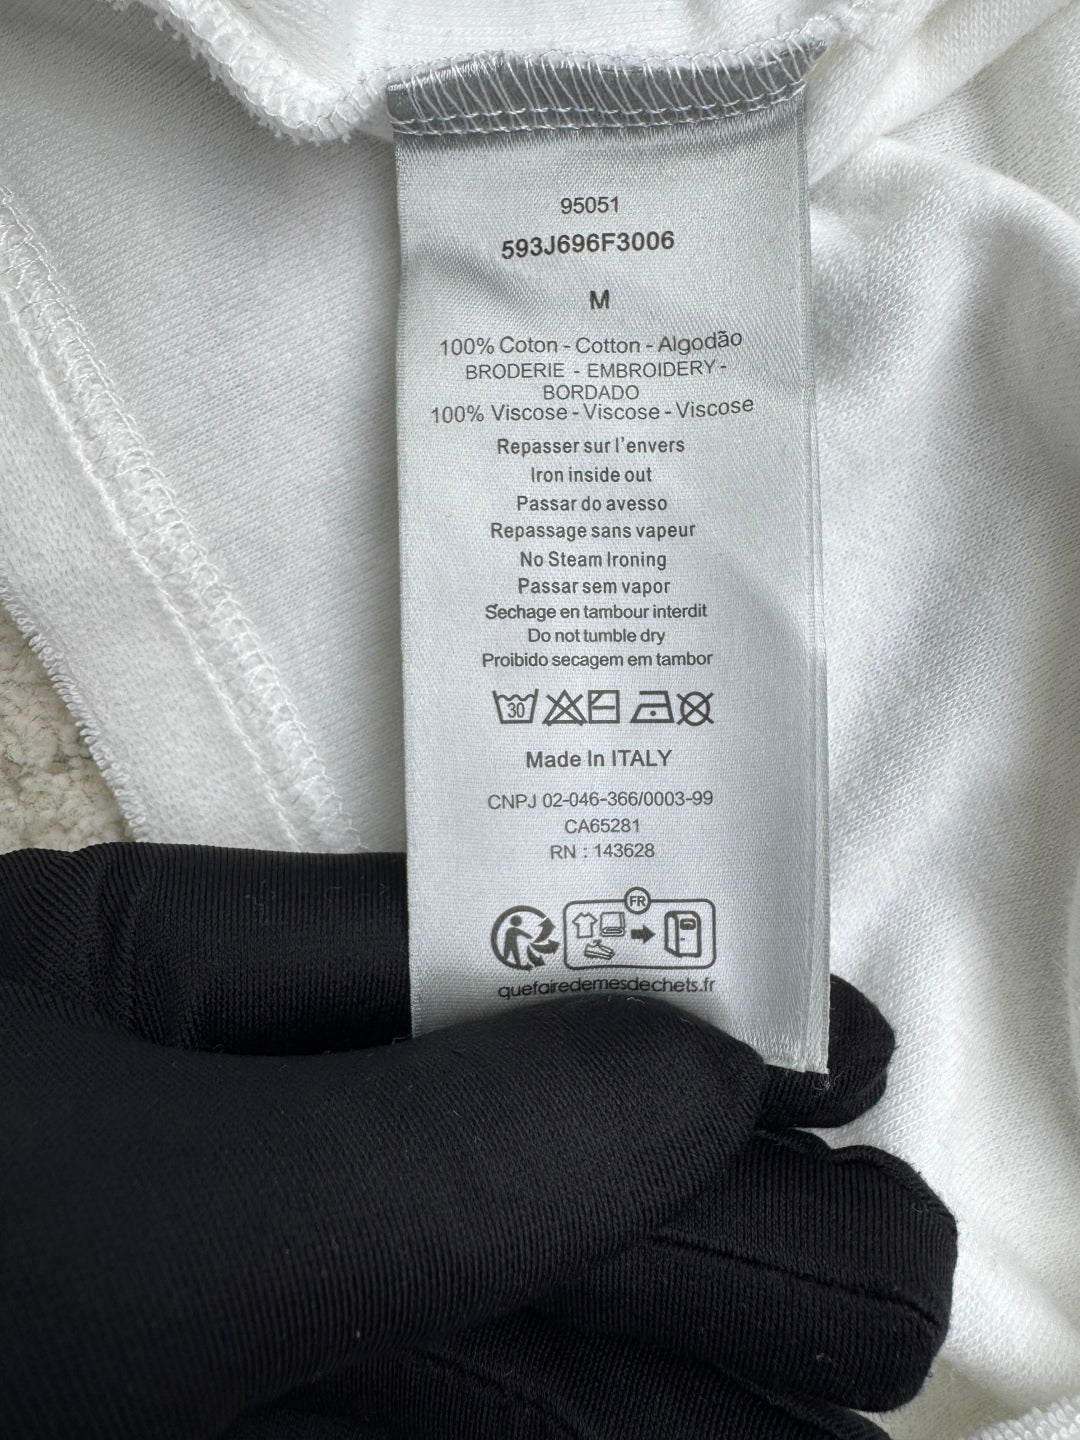 95051
593J696F3006
M
100% Coton - Cotton - Algodão
BRODERIE - EMBROIDERY -
BORDADO
100% Viscose - Viscose - Viscose
Repasser sur l'envers
Iron inside out
Passar do avesso
Repassage sans vapeur
No Steam Ironing
Passar sem vapor
Séchage en tambour interdit
Do not tumble dry
Proibido secagem em tambor
30
Made In ITALY
CNPJ 02-046-366/0003-99
CA65281
RN : 143628
FR
quefairedemesdechets.fr